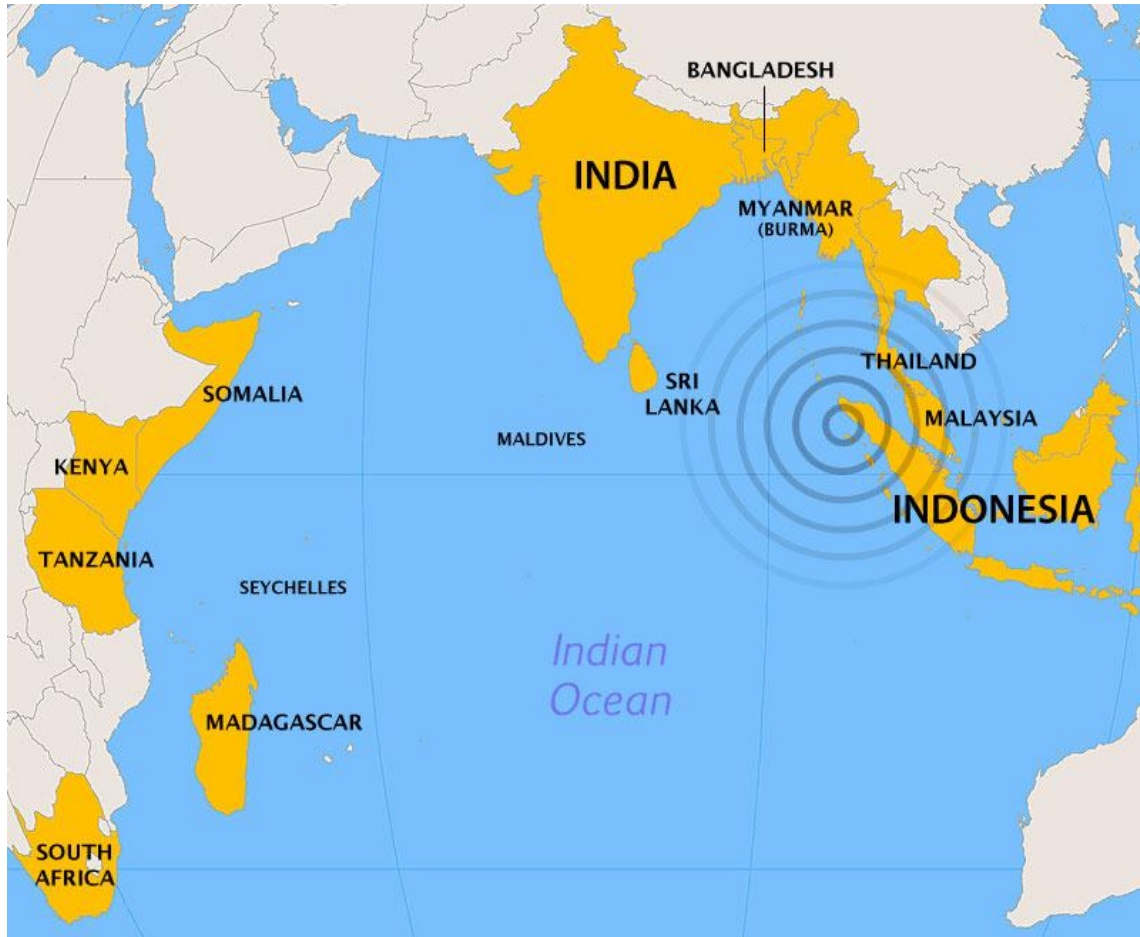 BANGLADESH
INDIA
MYANMAR
(BURMA)
THAILAND
SRI
LANKA
MALAYSIA
SOMALIA
MALDIVES
KENYA
INDONESIA
TANZANIA
SEYCHELLES
Indian
Ocean
MADAGASCAR
SOUTH
AFRICA